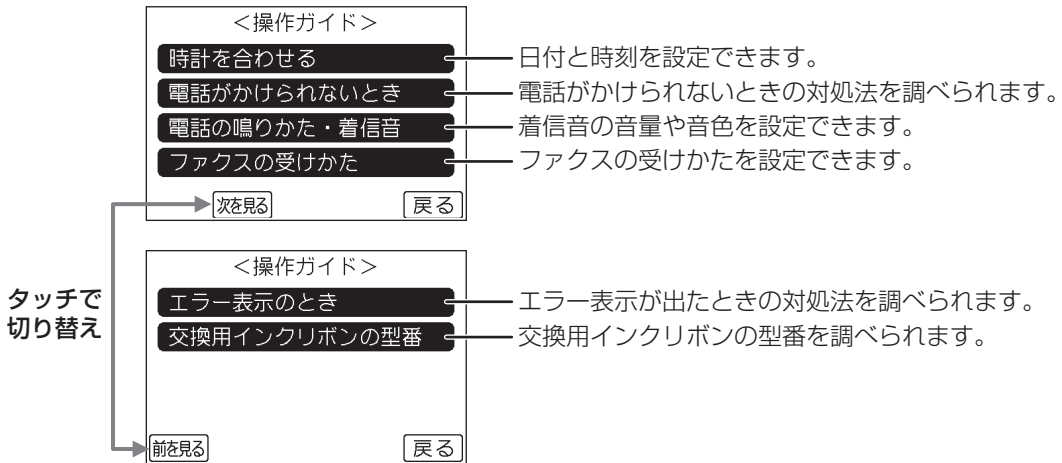 ＜操作ガイド＞
時計を合わせる 日付と時刻を設定できます。
電話がかけられないとき 電話がかけられないときの対処法を調べられます。
電話の鳴りかた・着信音 着信音の音量や音色を設定できます。
ファクスの受けかた ファクスの受けかたを設定できます。
次を見る 戻る
タッチで
切り替え
＜操作ガイド＞
エラー表示のとき エラー表示が出たときの対処法を調べられます。
交換用インクリボンの型番 交換用インクリボンの型番を調べられます。
前を見る 戻る